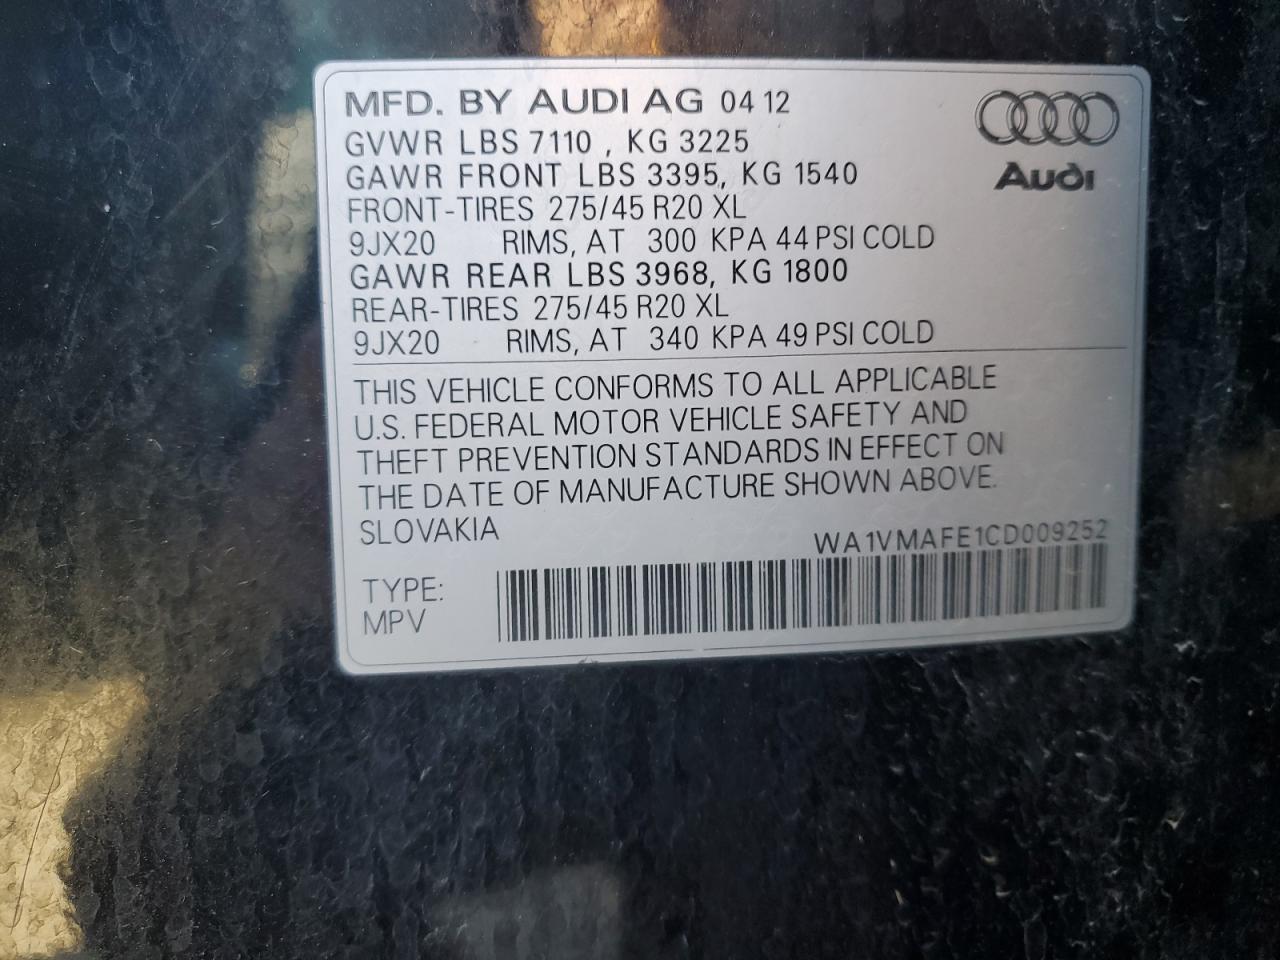 MFD. BY AUDI AG 04 12
GVWR LBS 7110 , KG 3225
GAWR FRONT LBS 3395, KG 1540
FRONT-TIRES 275/45 R20 XL
9JX20 RIMS, AT 300 KPA 44 PSI COLD
GAWR REAR LBS 3968, KG 1800
REAR-TIRES 275/45 R20 XL
9JX20 RIMS, AT 340 KPA 49 PSI COLD
Audi
THIS VEHICLE CONFORMS TO ALL APPLICABLE
U.S. FEDERAL MOTOR VEHICLE SAFETY AND
THEFT PREVENTION STANDARDS IN EFFECT ON
THE DATE OF MANUFACTURE SHOWN ABOVE.
SLOVAKIA
WA1VMAFE1CD009252
TYPE:
MPV